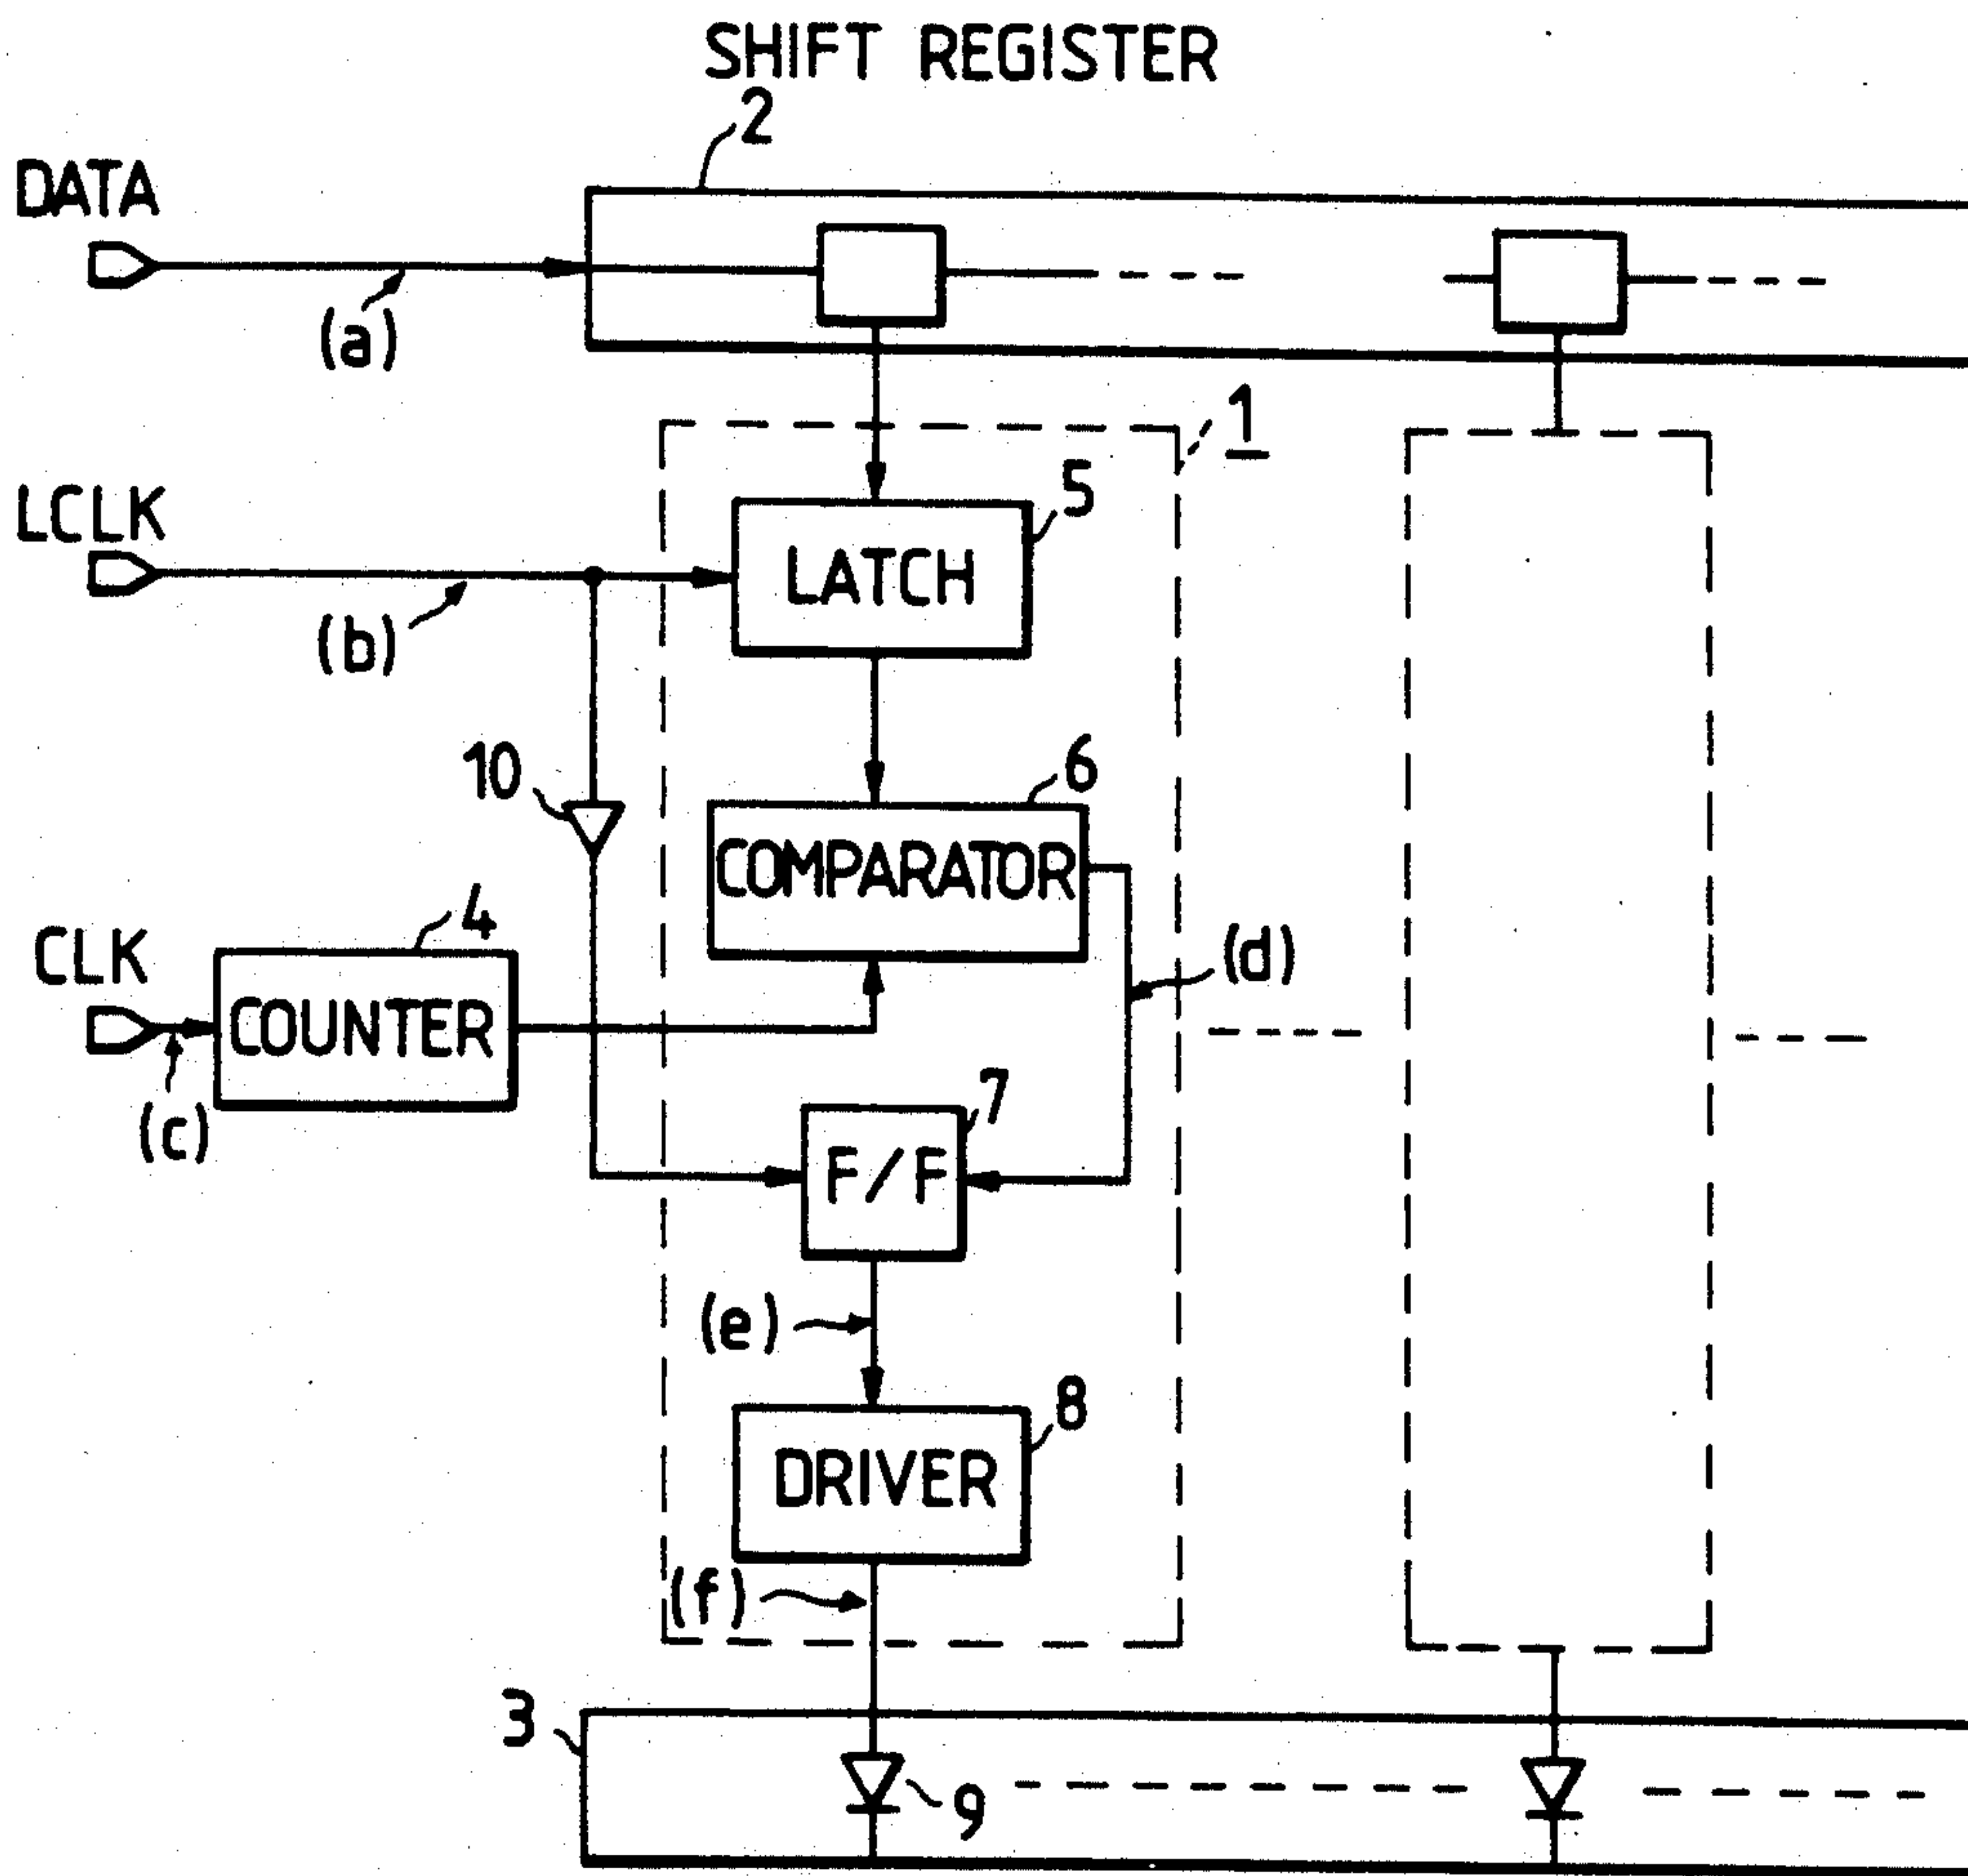 SHIFT REGISTER
2
DATA
(a)
1
LCLK
5
LATCH
(b)
10
6
COMPARATOR
4
CLK
(d)
COUNTER
7
(c)
F/F
(e)
8
DRIVER
(f)
3
9